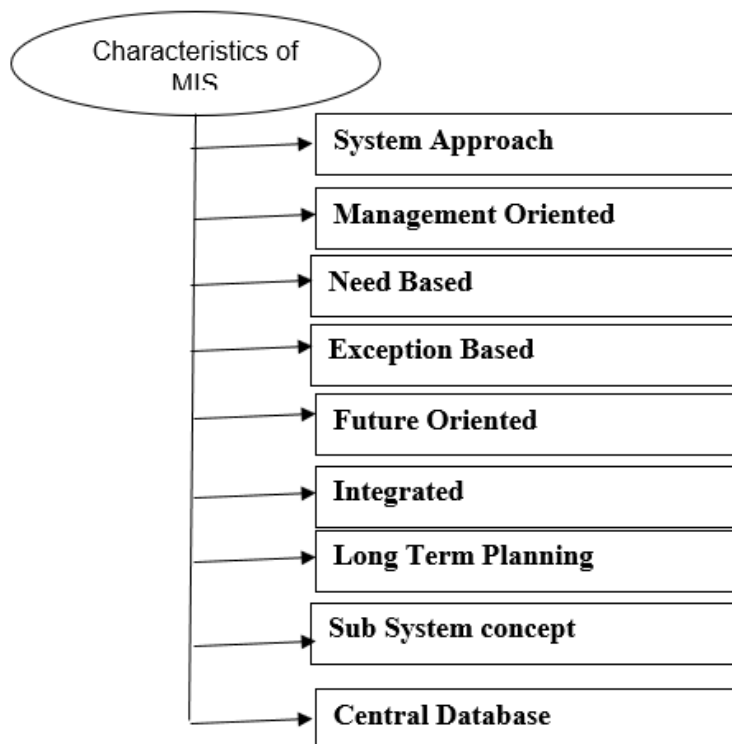 Characteristics of
MIS
System Approach
Management Oriented
Need Based
Exception Based
Future Oriented
Integrated
Long Term Planning
Sub System concept
Central Database